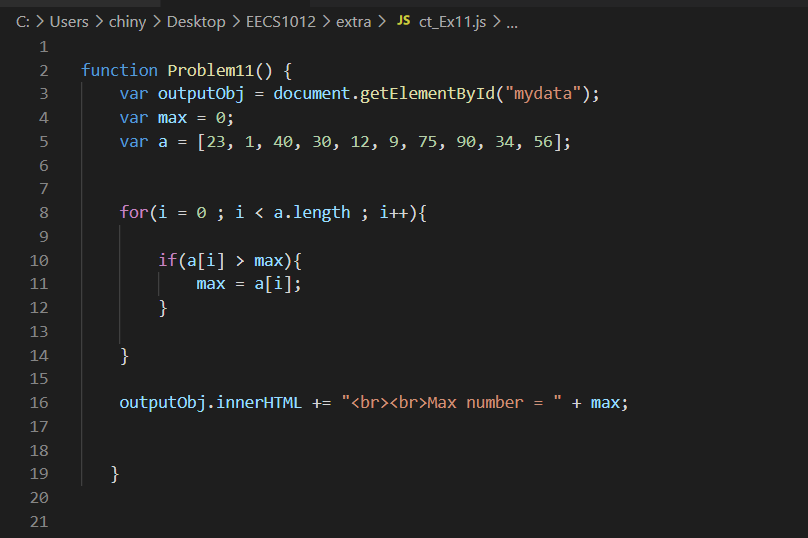 C: > Users > chiny > Desktop > EECS1012 > extra > JS ct_Ex11.js > ...
1
2 function Problem11() {
3 var outputObj = document.getElementById("mydata");
4 var max = 0;
5 var a = [23, 1, 40, 30, 12, 9, 75, 90, 34, 56];
6
7
8 for(i = 0 ; i < a.length ; i++){
9
10 if(a[i] > max){
11 max = a[i];
12 }
13
14 }
15
16 outputObj.innerHTML += "<br><br>Max number = " + max;
17
18
19 }
20
21